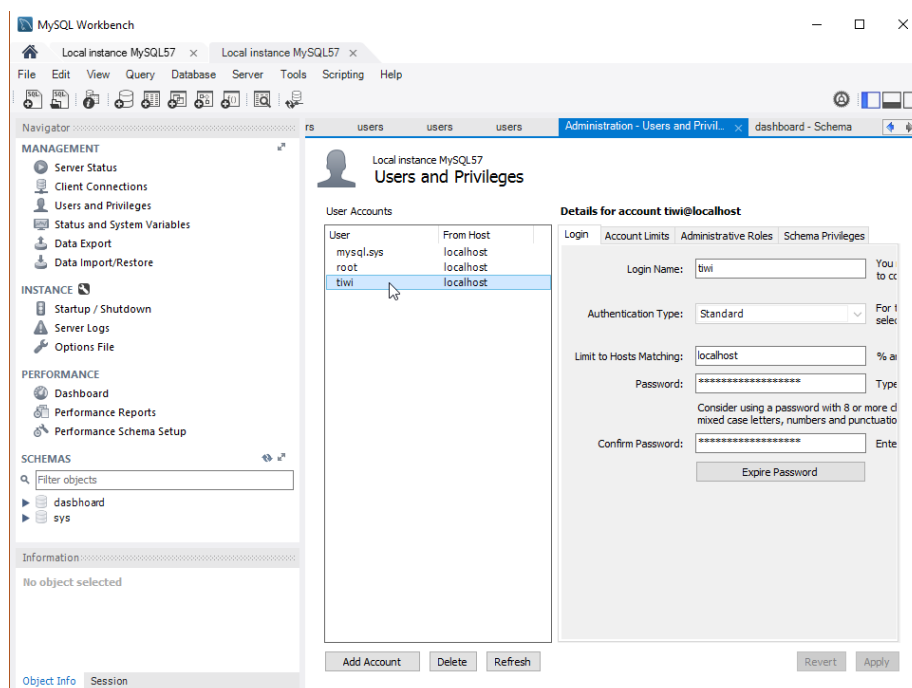 MySQL Workbench
Local instance MySQL57 × Local instance MySQL57 ×
File Edit View Query Database Server Tools Scripting Help
Navigator
MANAGEMENT
Server Status
Client Connections
Users and Privileges
Status and System Variables
Data Export
Data Import/Restore
INSTANCE
Startup / Shutdown
Server Logs
Options File
PERFORMANCE
Dashboard
Performance Reports
Performance Schema Setup
SCHEMAS
Filter objects
dasbhoard
sys
Information
No object selected
Object Info Session
rs users users users Administration - Users and Privil... × dashboard - Schema
Local instance MySQL57
Users and Privileges
User Accounts
User From Host
mysql.sys localhost
root localhost
tiwi localhost
Add Account Delete Refresh
Details for account tiwi@localhost
Login Account Limits Administrative Roles Schema Privileges
Login Name: tiwi You
to
Authentication Type: Standard For
selec
Limit to Hosts Matching: localhost %
Password: ****************** Type
Consider using a password with 8 or more
mixed case letters, numbers and punctuatio
Confirm Password: ****************** Ente
Expire Password
Revert Apply